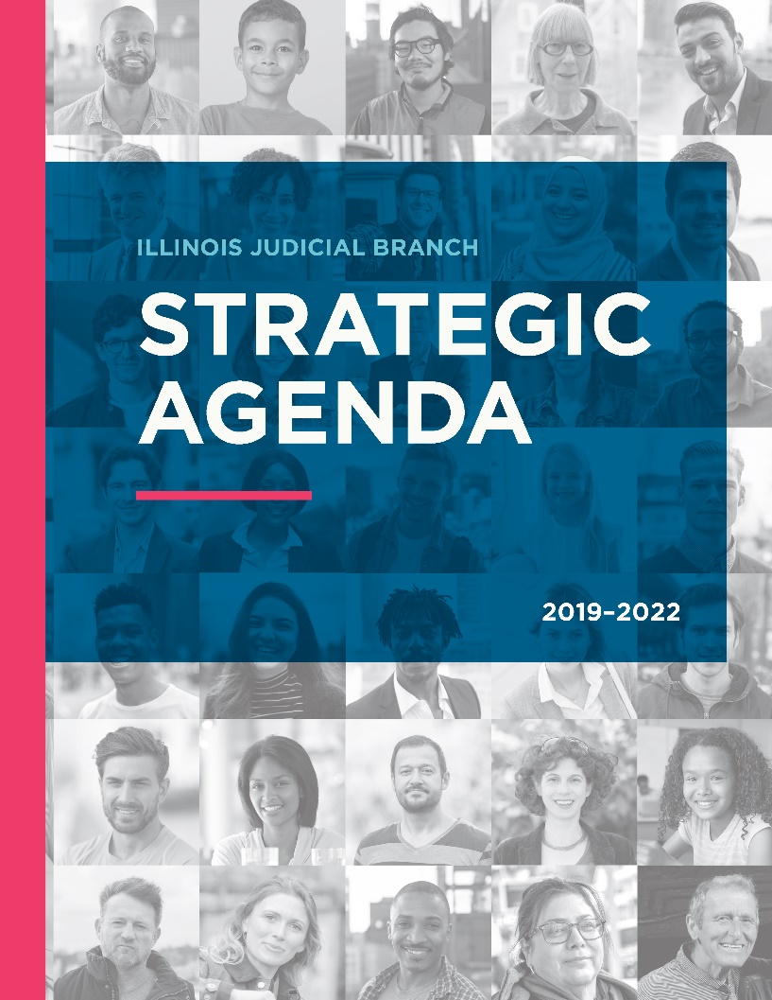 ILLINOIS JUDICIAL BRANCH
STRATEGIC
AGENDA
2019–2022